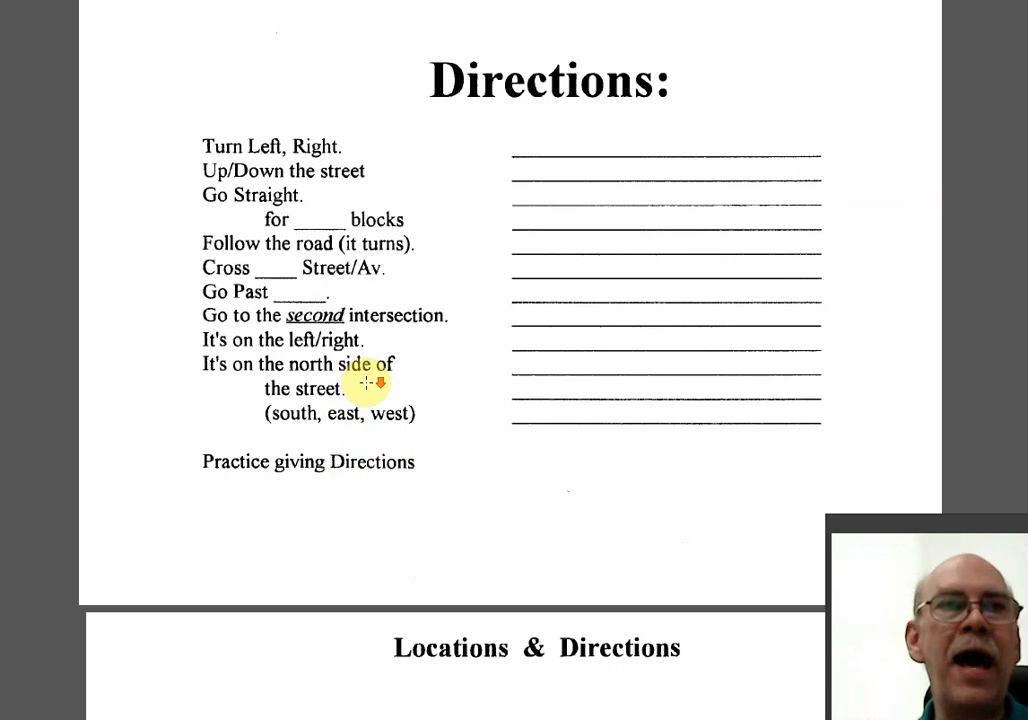 Directions:
Turn Left, Right.
Up/Down the street
Go Straight.
for _____ blocks
Follow the road (it turns).
Cross ____ Street/Av.
Go Past _____.
Go to the second intersection.
It's on the left/right.
It's on the north side of
the street.
(south, east, west)
Practice giving Directions
Locations & Directions